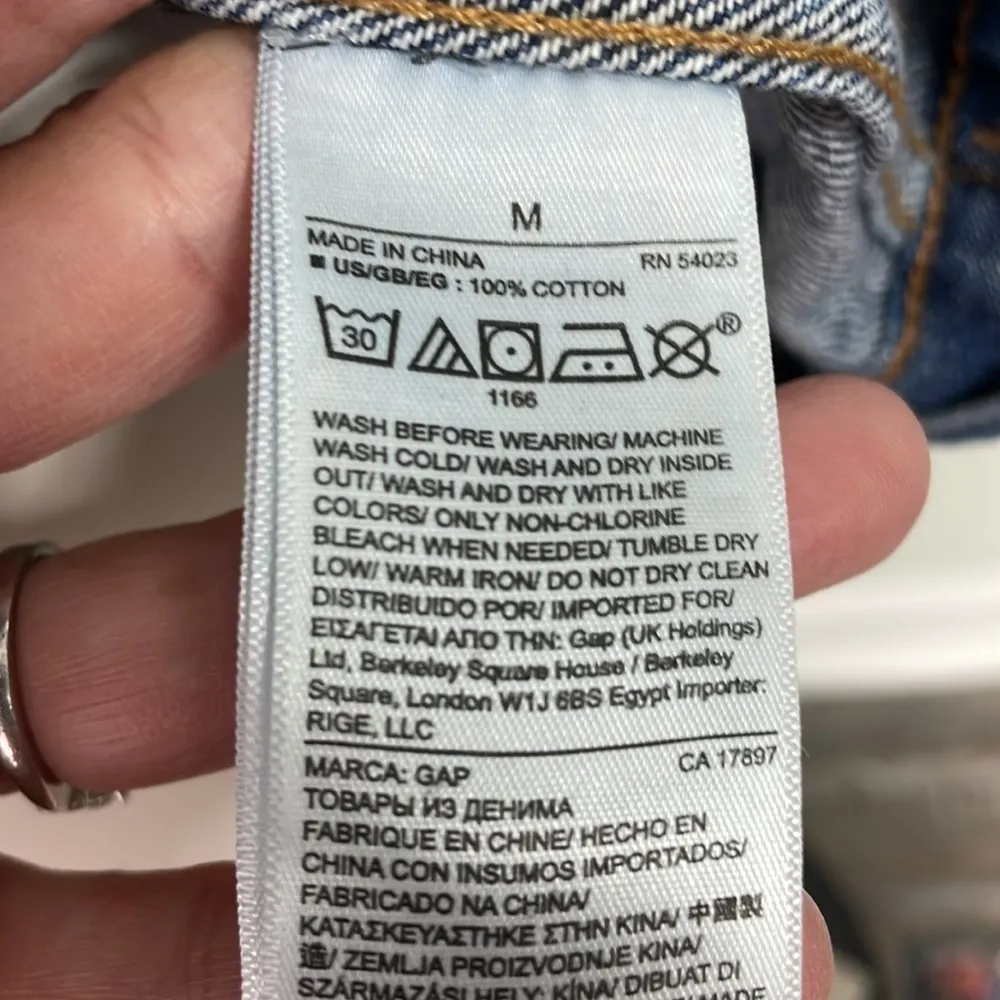 M
MADE IN CHINA RN 54023
■ US/GB/EG : 100% COTTON
30 ®
1166
WASH BEFORE WEARING/ MACHINE
WASH COLD/ WASH AND DRY INSIDE
OUT/ WASH AND DRY WITH LIKE
COLORS/ ONLY NON-CHLORINE
BLEACH WHEN NEEDED/ TUMBLE DRY
LOW/ WARM IRON/ DO NOT DRY CLEAN
DISTRIBUIDO POR/ IMPORTED FOR/
ΕΙΣΑΓΕΤΑΙ ΑΠΟ ΤΗΝ: Gap (UK Holdings)
Ltd, Berkeley Square House / Berkeley
Square, London W1J 6BS Egypt Importer:
RIGE, LLC
CA 17897
MARCA: GAP
ТОВАРЫ ИЗ ДЕНИМА
FABRIQUE EN CHINE/ HECHO EN
CHINA CON INSUMOS IMPORTADOS/
FABRICADO NA CHINA/
ΚΑΤΑΣΚΕΥΑΣΤΗΚΕ ΣΤΗΝ ΚΙΝΑ/ 中國製
造/ ZEMLJA PROIZVODNJE KINA/
SZÁRMAZÁSI HELY: KÍNA/ DIBUAT DI